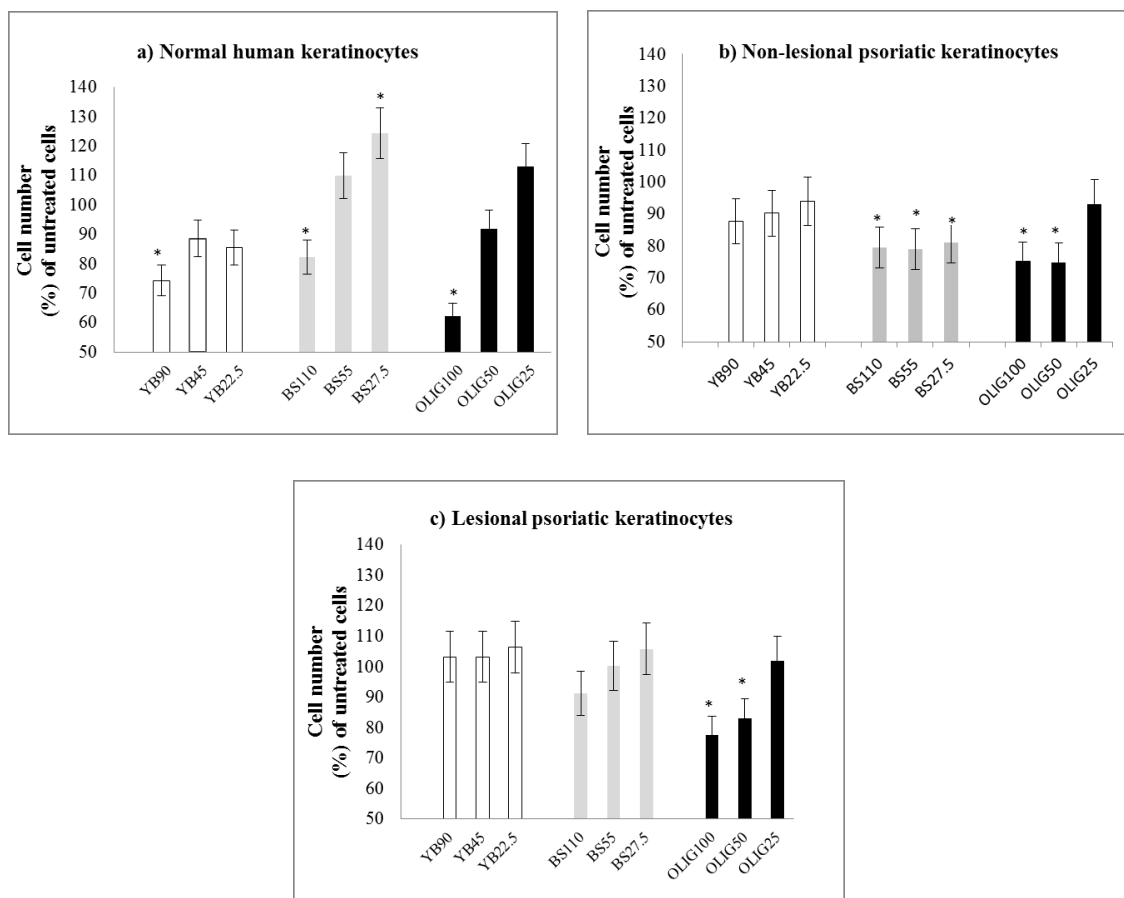 a) Normal human keratinocytes
Cell number
(%) of untreated cells
140
130
120
110
100
90
80
70
60
50
*
*
*
*
YB90
YB45
YB22.5
BS110
BS55
BS27.5
OLIG100
OLIG50
OLIG25
b) Non-lesional psoriatic keratinocytes
Cell number
(%) of untreated cells
140
130
120
110
100
90
80
70
60
50
*
*
*
*
*
YB90
YB45
YB22.5
BS110
BS55
BS27.5
OLIG100
OLIG50
OLIG25
c) Lesional psoriatic keratinocytes
Cell number
(%) of untreated cells
140
130
120
110
100
90
80
70
60
50
*
*
YB90
YB45
YB22.5
BS110
BS55
BS27.5
OLIG100
OLIG50
OLIG25